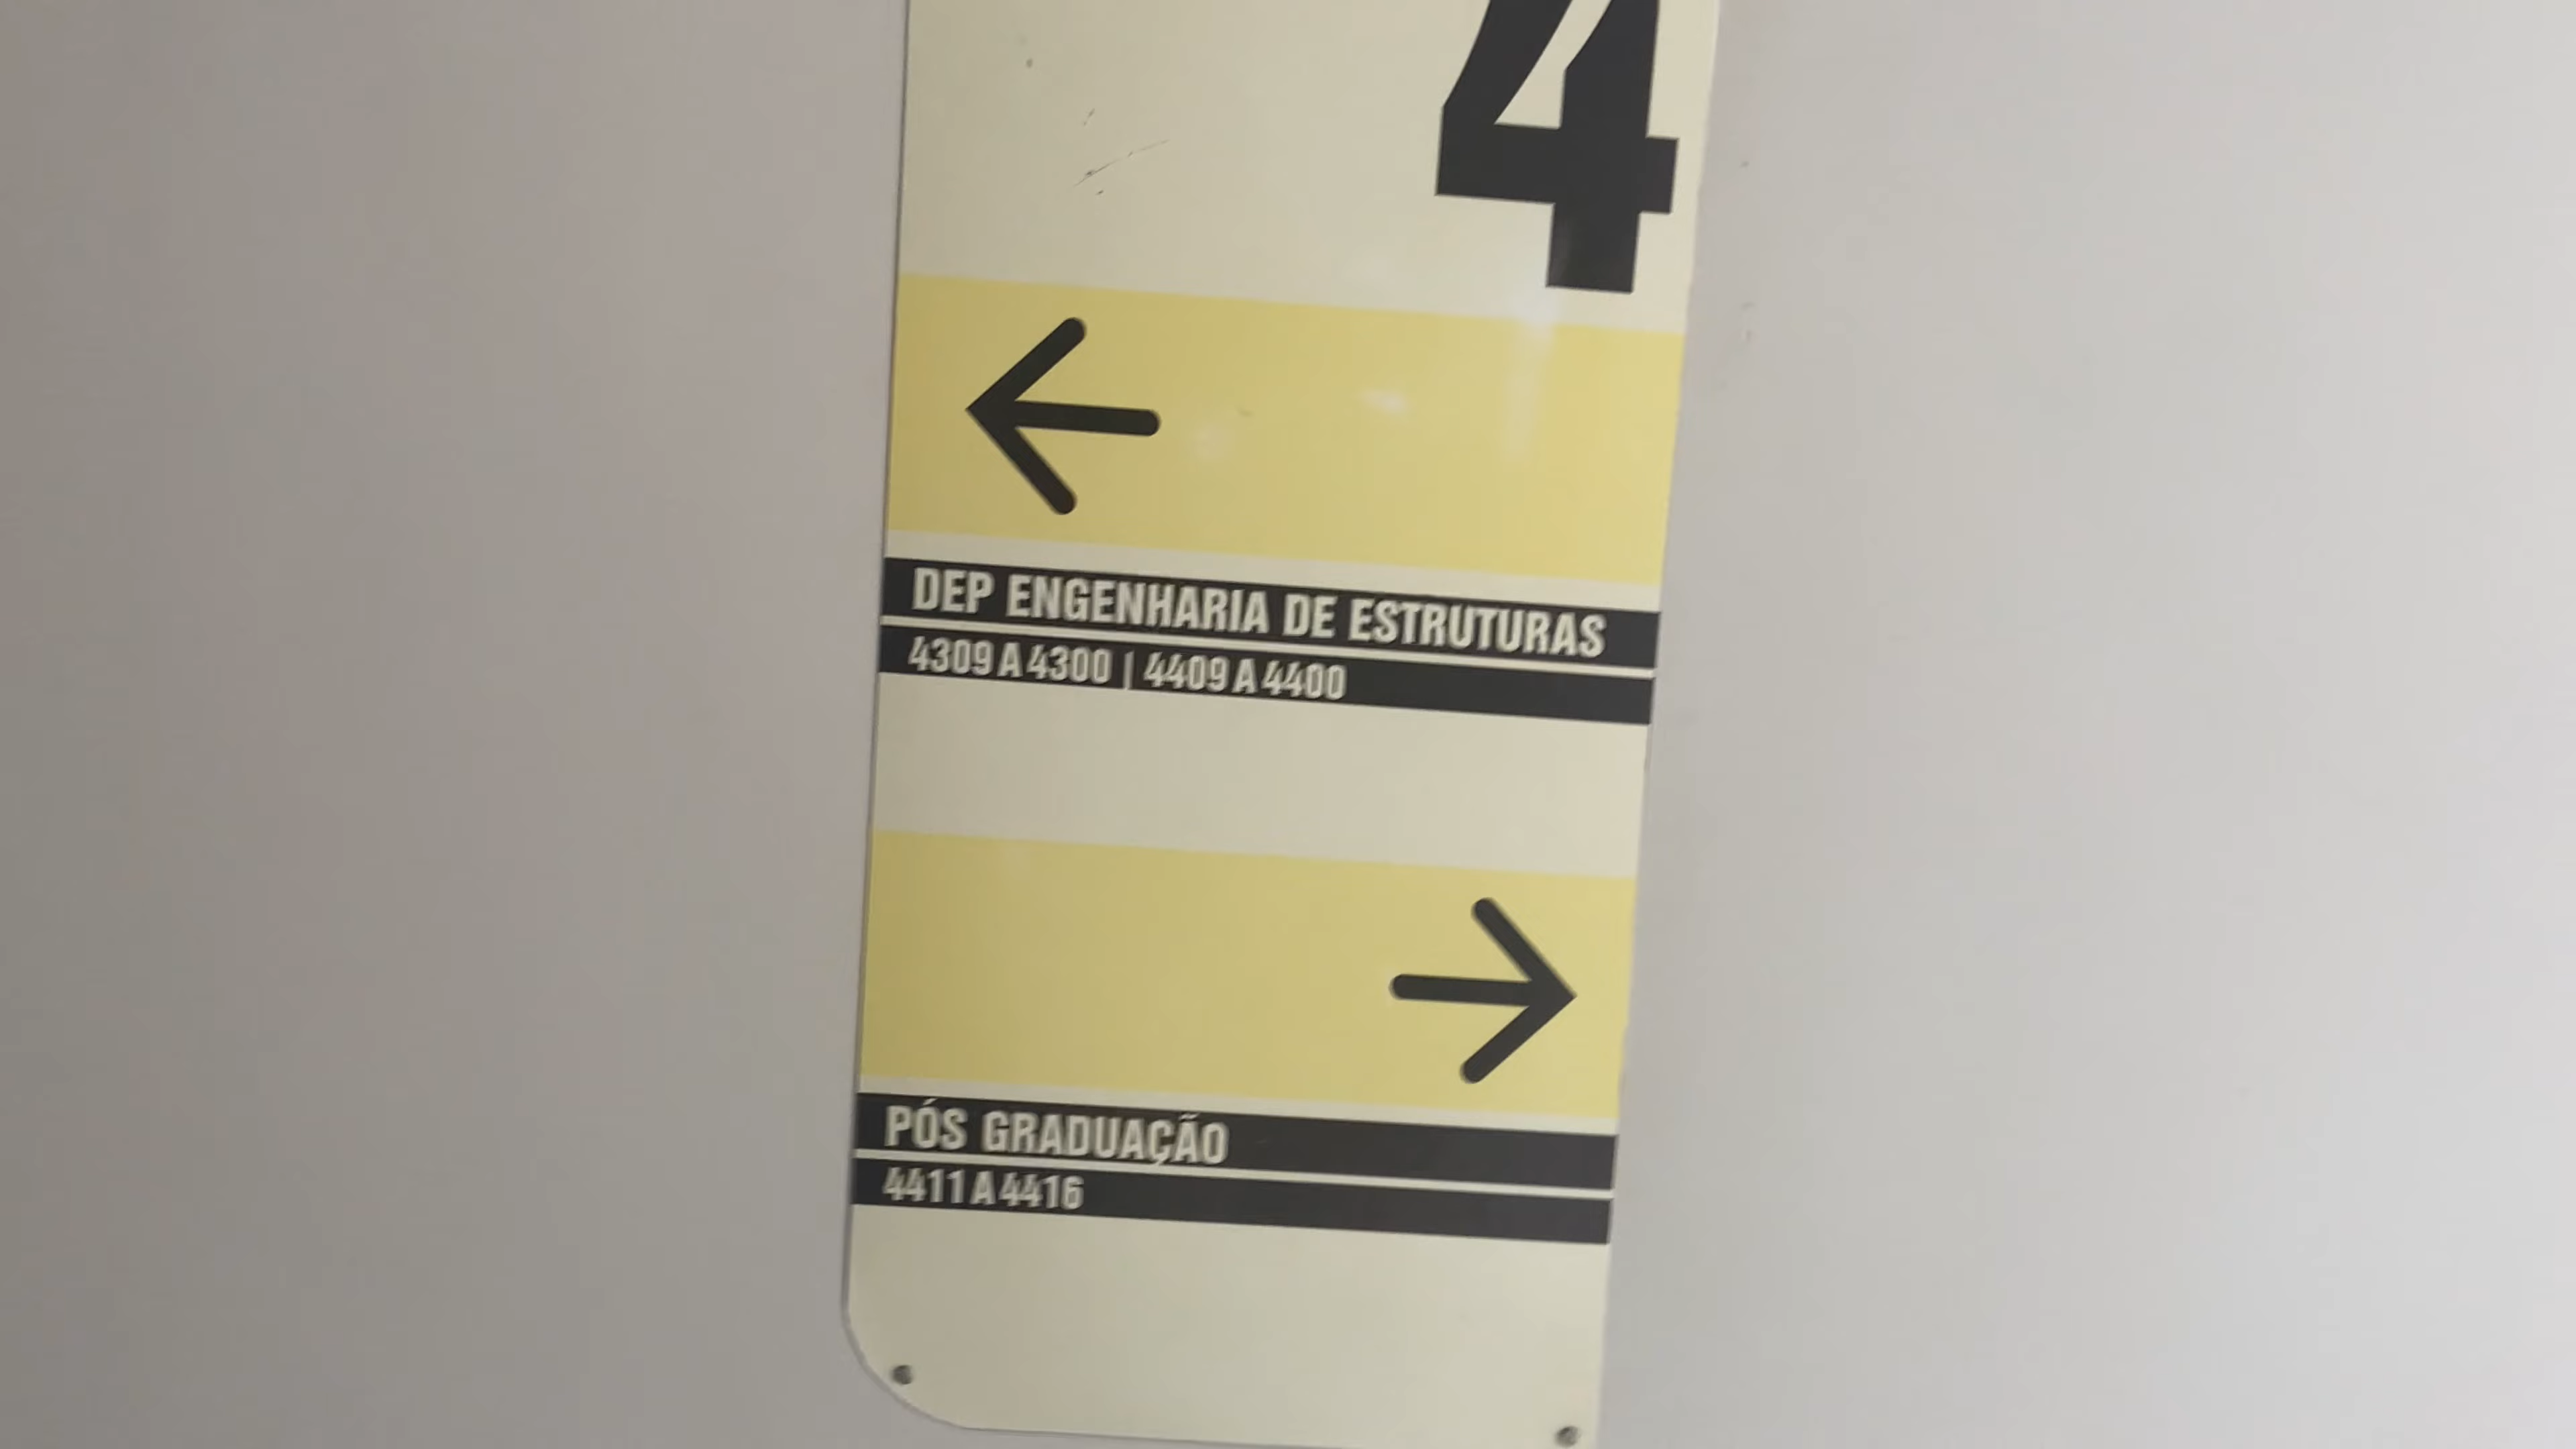 4
DEP ENGENHARIA DE ESTRUTURAS
4309 A 4300 | 4409 A 4400
PÓS GRADUAÇÃO
4411 A 4416